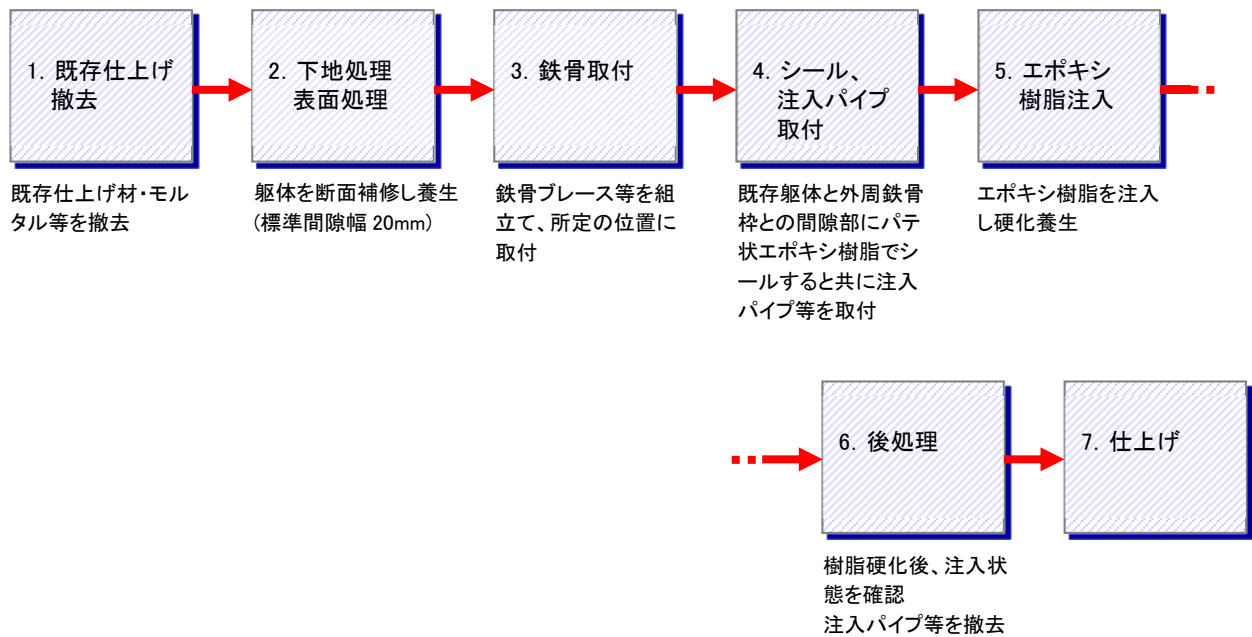 1. 既存仕上げ
撤去
既存仕上げ材・モル
タル等を撤去
2. 下地処理
表面処理
躯体を断面補修し養生
(標準間隙幅 20mm)
3. 鉄骨取付
鉄骨ブレース等を組
立て、所定の位置に
取付
4. シール、
注入パイプ
取付
既存躯体と外周鉄骨
枠との間隙部にパテ
状エポキシ樹脂でシ
ールすると共に注入
パイプ等を取付
5. エポキシ
樹脂注入
エポキシ樹脂を注入
し硬化養生
6. 後処理
樹脂硬化後、注入状
態を確認
注入パイプ等を撤去
7. 仕上げ